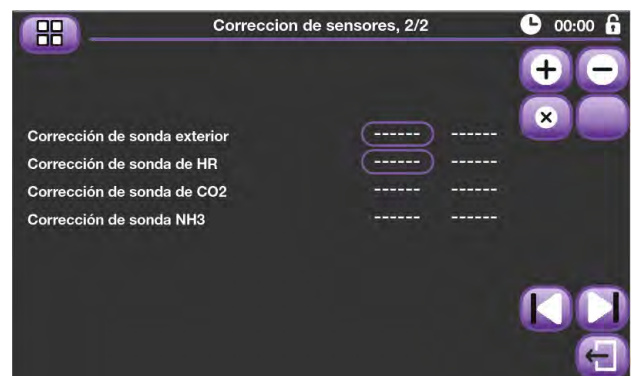 Correccion de sensores, 2/2 00:00
Corrección de sonda exterior ------ ------
Corrección de sonda de HR ------ ------
Corrección de sonda de CO2 ------ ------
Corrección de sonda NH3 ------ ------